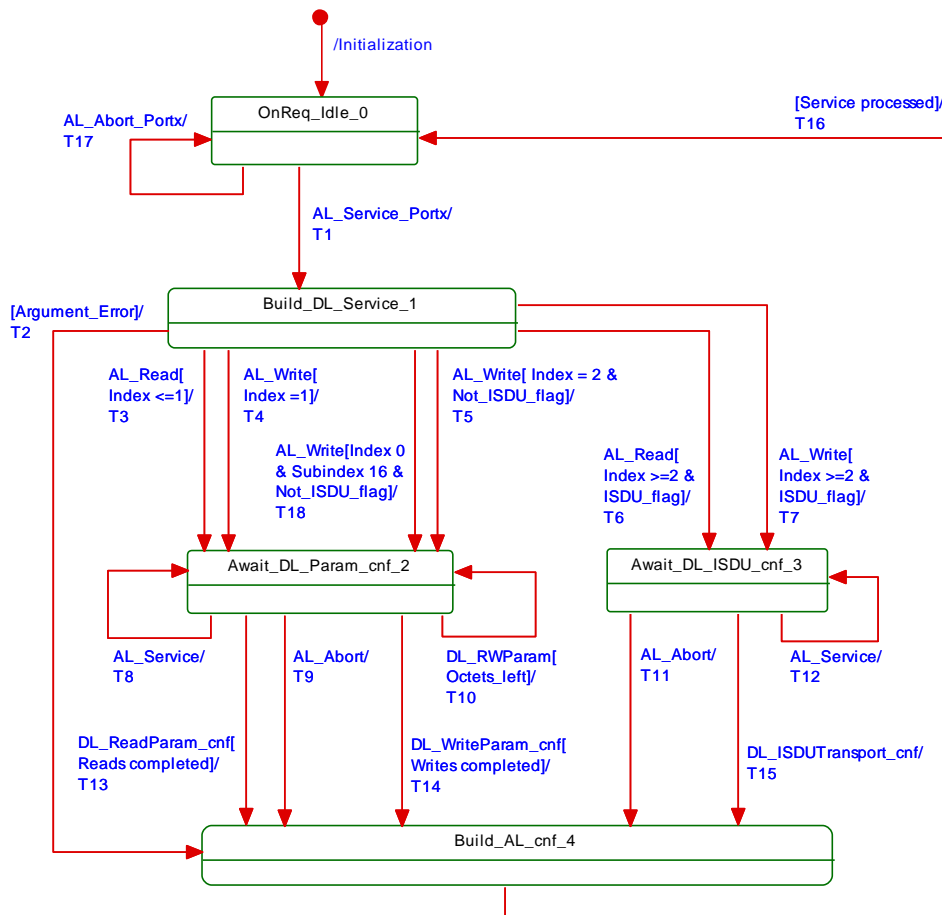 /Initialization
OnReq_Idle_0
[Service processed]/
T16
AL_Abort_Portx/
T17
AL_Service_Portx/
T1
Build_DL_Service_1
[Argument_Error]/
T2
AL_Read[
Index <=1]/
T3
AL_Write[
Index =1]/
T4
AL_Write[ Index = 2 &
Not_ISDU_flag]/
T5
AL_Write[Index 0
& Subindex 16 &
Not_ISDU_flag]/
T18
AL_Read[
Index >=2 &
ISDU_flag]/
T6
AL_Write[
Index >=2 &
ISDU_flag]/
T7
Await_DL_Param_cnf_2
Await_DL_ISDU_cnf_3
AL_Service/
T8
AL_Abort/
T9
DL_RWParam[
Octets_left]/
T10
AL_Abort/
T11
AL_Service/
T12
DL_ReadParam_cnf[
Reads completed]/
T13
DL_WriteParam_cnf[
Writes completed]/
T14
DL_ISDUTransport_cnf/
T15
Build_AL_cnf_4